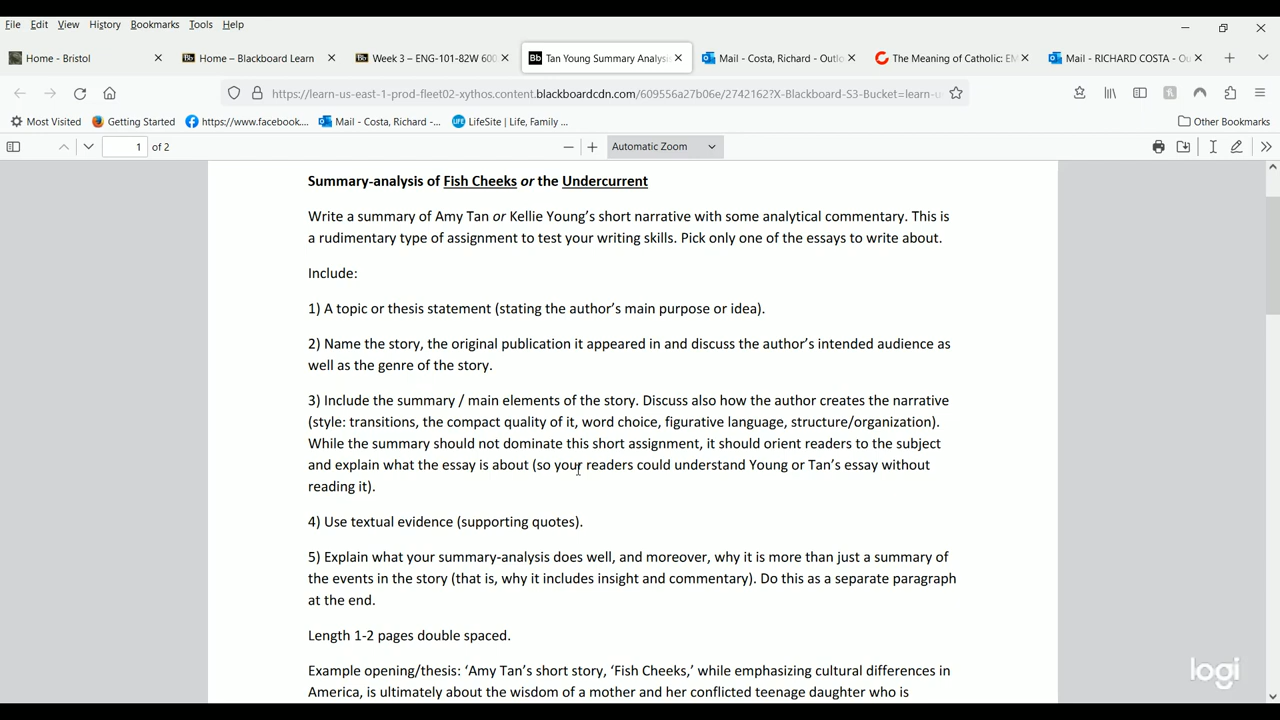 File Edit View History Bookmarks Tools Help
Home - Bristol
Home – Blackboard Learn
Week 3 – ENG-101-82W 600
Tan Young Summary Analysis
Mail - Costa, Richard - Outlo
The Meaning of Catholic: EM
Mail - RICHARD COSTA - Ou
https://learn-us-east-1-prod-fleet02-xythos.content.blackboardcdn.com/609556a27b06e/2742162?X-Blackboard-S3-Bucket=learn-u
Most Visited
Getting Started
https://www.facebook...
Mail - Costa, Richard -...
LifeSite | Life, Family ...
Other Bookmarks
1 of 2
Automatic Zoom
Summary-analysis of Fish Cheeks or the Undercurrent
Write a summary of Amy Tan or Kellie Young’s short narrative with some analytical commentary. This is
a rudimentary type of assignment to test your writing skills. Pick only one of the essays to write about.
Include:
1) A topic or thesis statement (stating the author’s main purpose or idea).
2) Name the story, the original publication it appeared in and discuss the author’s intended audience as
well as the genre of the story.
3) Include the summary / main elements of the story. Discuss also how the author creates the narrative
(style: transitions, the compact quality of it, word choice, figurative language, structure/organization).
While the summary should not dominate this short assignment, it should orient readers to the subject
and explain what the essay is about (so your readers could understand Young or Tan’s essay without
reading it).
4) Use textual evidence (supporting quotes).
5) Explain what your summary-analysis does well, and moreover, why it is more than just a summary of
the events in the story (that is, why it includes insight and commentary). Do this as a separate paragraph
at the end.
Length 1-2 pages double spaced.
Example opening/thesis: ‘Amy Tan’s short story, ‘Fish Cheeks,’ while emphasizing cultural differences in
America, is ultimately about the wisdom of a mother and her conflicted teenage daughter who is
logi